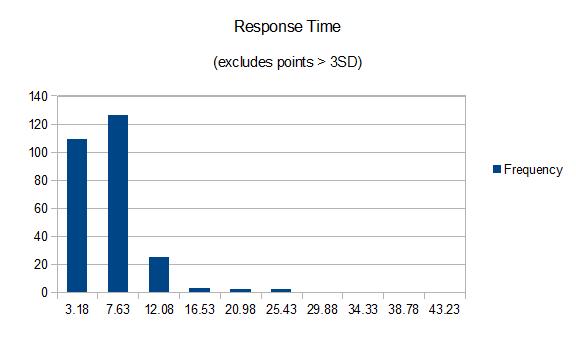 Response Time
(excludes points > 3SD)
140
120
100
80
60
40
20
0
3.18 7.63 12.08 16.53 20.98 25.43 29.88 34.33 38.78 43.23
Frequency